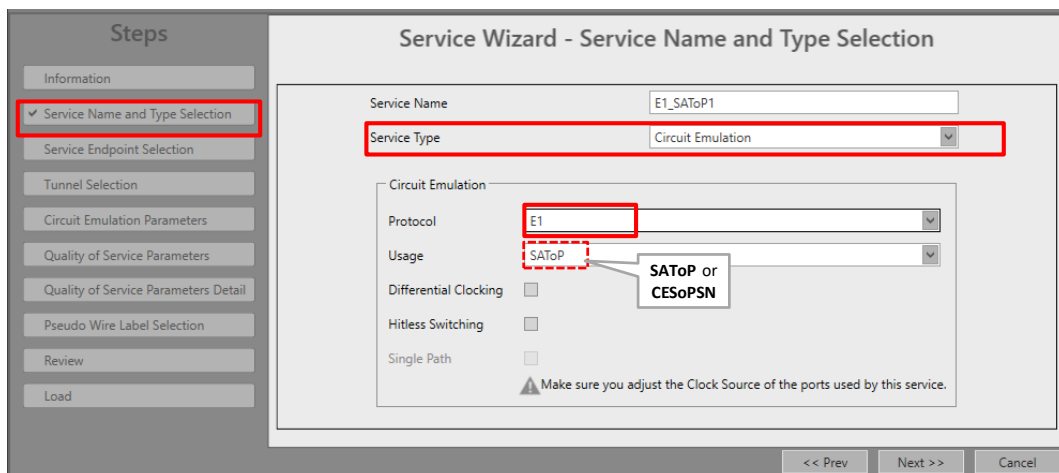 Steps
Information
✔ Service Name and Type Selection
Service Endpoint Selection
Tunnel Selection
Circuit Emulation Parameters
Quality of Service Parameters
Quality of Service Parameters Detail
Pseudo Wire Label Selection
Review
Load
Service Wizard - Service Name and Type Selection
Service Name E1_SAToP1
Service Type Circuit Emulation
Circuit Emulation
Protocol E1
Usage SAToP
SAToP or
CESoPSN
Differential Clocking
Hitless Switching
Single Path
Make sure you adjust the Clock Source of the ports used by this service.
<< Prev Next >> Cancel